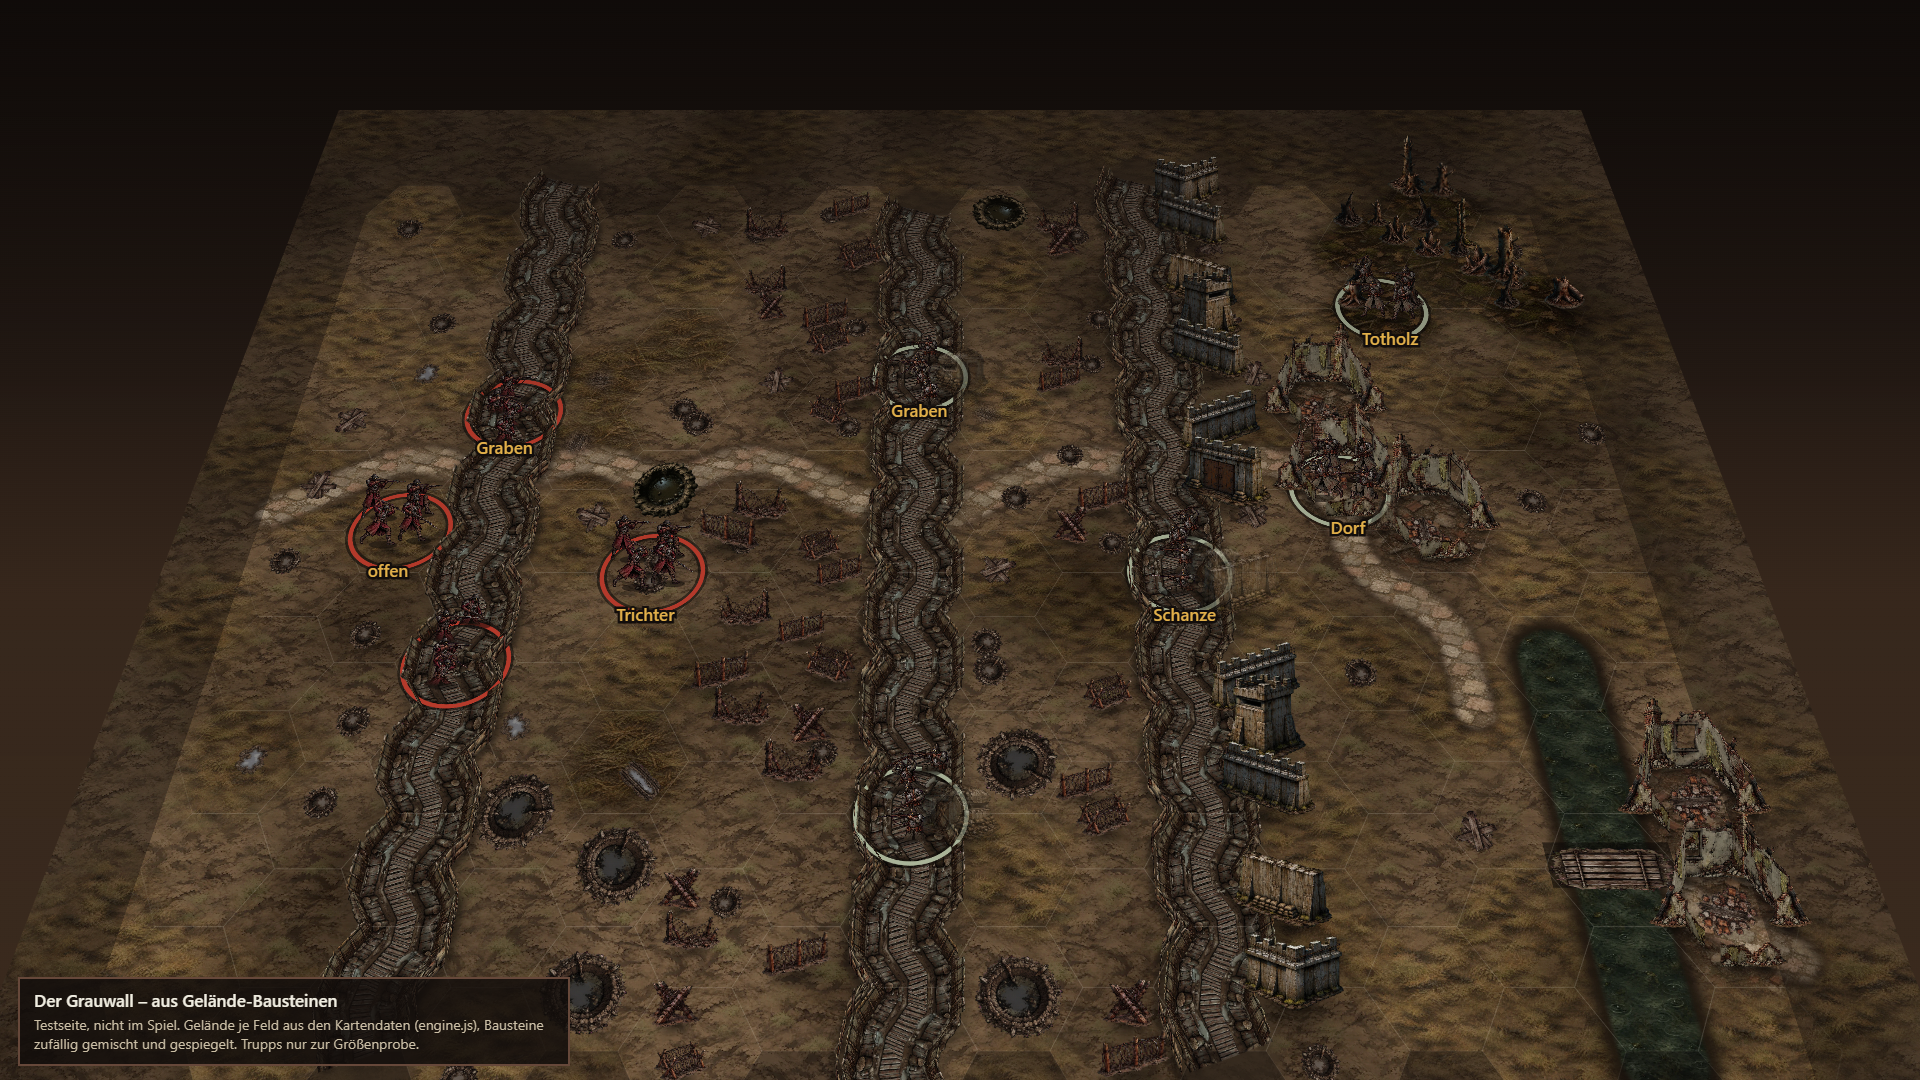 Totholz
Graben
Graben
Dorf
offen
Trichter
Schanze
Der Grauwall – aus Gelände-Bausteinen
Testseite, nicht im Spiel. Gelände je Feld aus den Kartendaten (engine.js), Bausteine
zufällig gemischt und gespiegelt. Trupps nur zur Größenprobe.